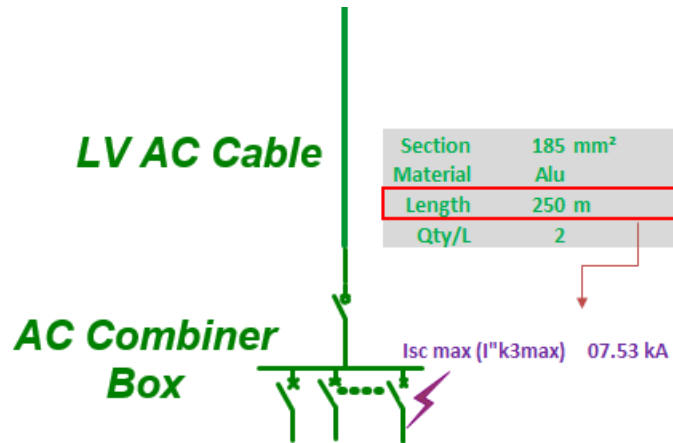 LV AC Cable
Section 185 mm²
Material Alu
Length 250 m
Qty/L 2
AC Combiner
Box
Isc max (I"k3max) 07.53 kA